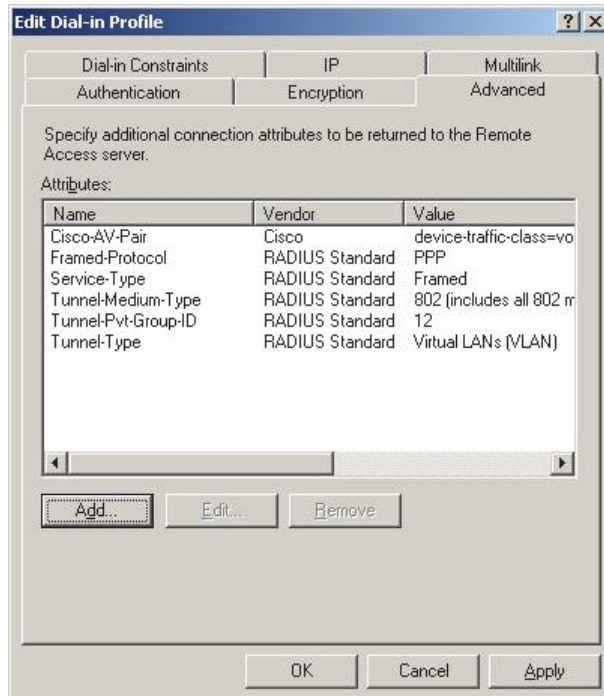 Edit Dial-in Profile
Dial-in Constraints IP Multilink
Authentication Encryption Advanced
Specify additional connection attributes to be returned to the Remote
Access server.
Attributes:
Name Vendor Value
Cisco-AV-Pair Cisco device-traffic-class=vo
Framed-Protocol RADIUS Standard PPP
Service-Type RADIUS Standard Framed
Tunnel-Medium-Type RADIUS Standard 802 (includes all 802 m
Tunnel-Pvt-Group-ID RADIUS Standard 12
Tunnel-Type RADIUS Standard Virtual LANs (VLAN)
Add... Edit... Remove
OK Cancel Apply